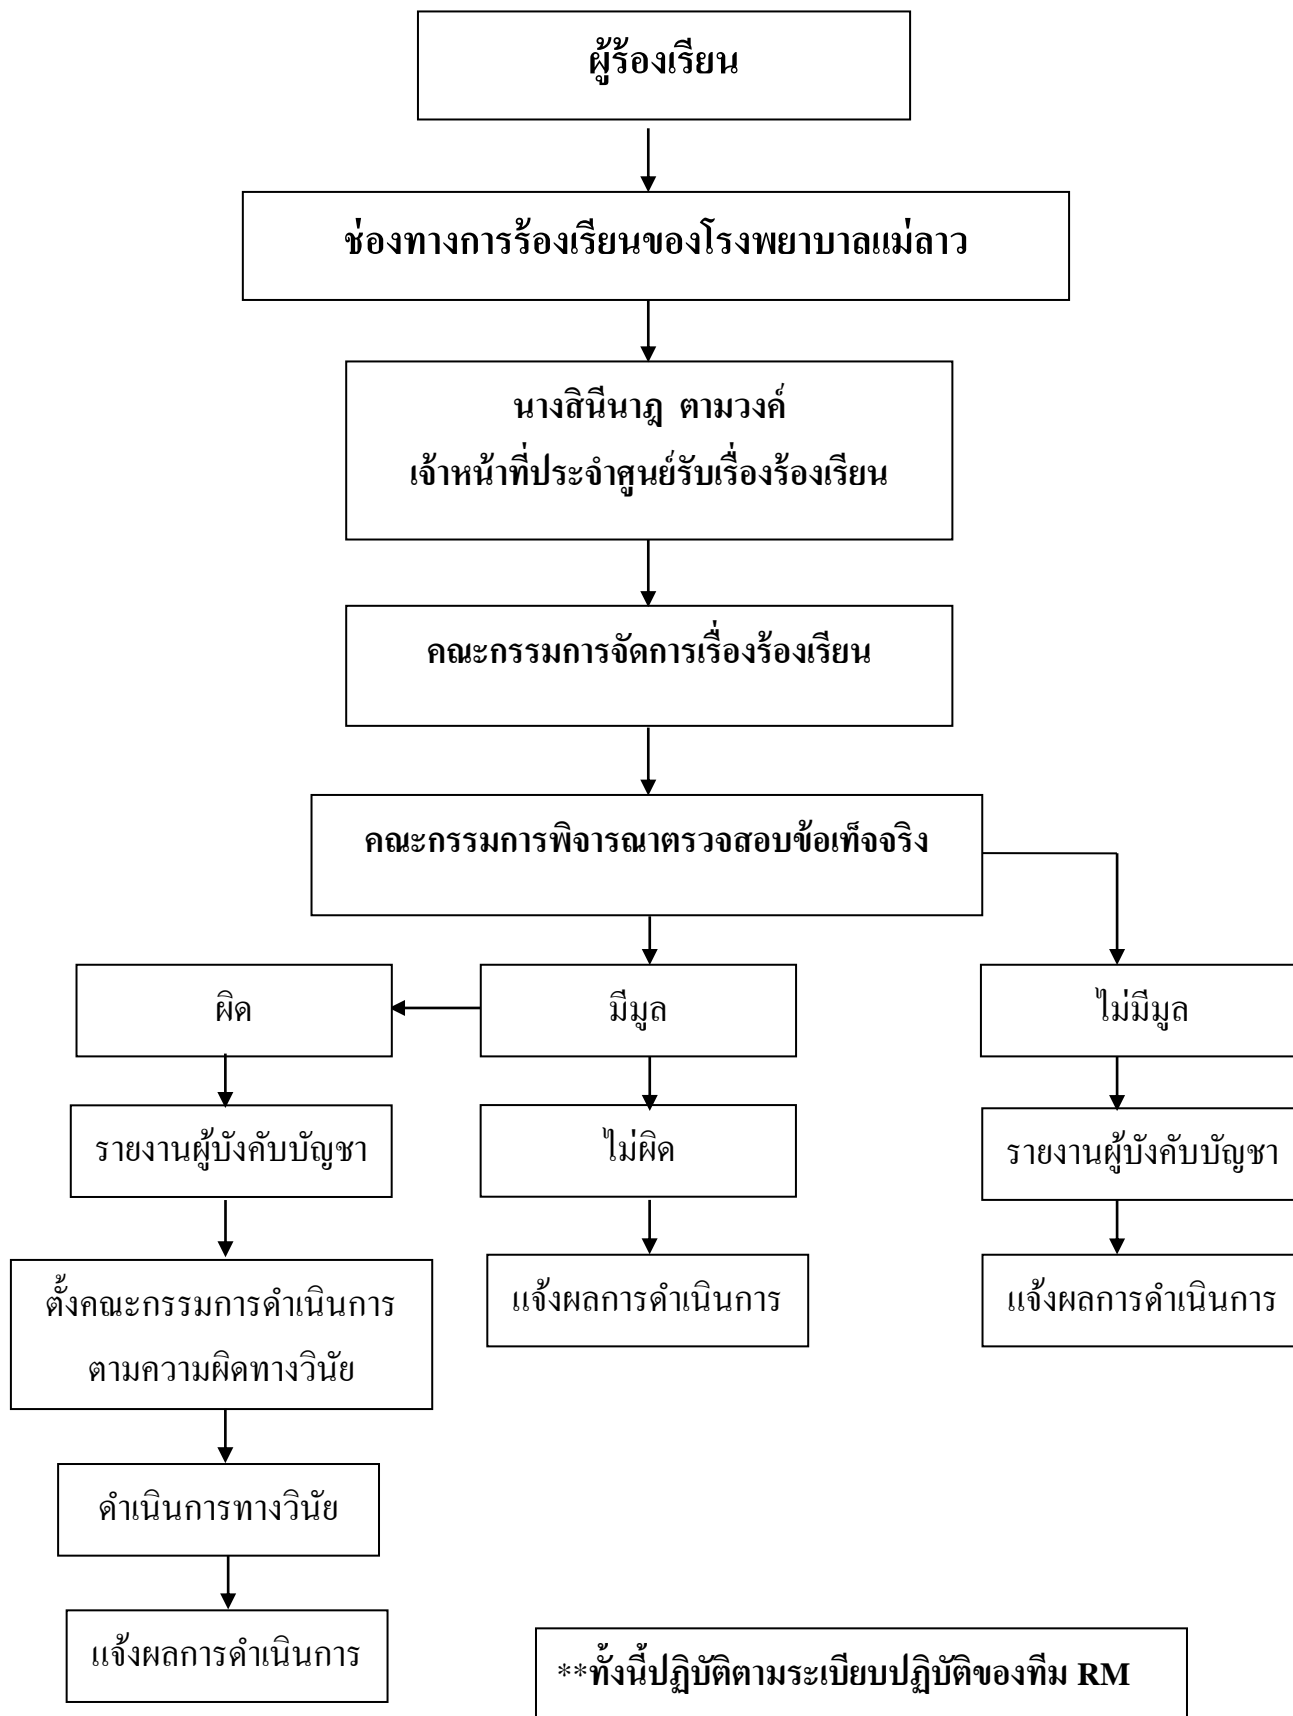 ผู้ร้องเรียน
ช่องทางการร้องเรียนของโรงพยาบาลแม่ลาว
นางสินีนาฎ ตามวงค์
เจ้าหน้าที่ประจำศูนย์รับเรื่องร้องเรียน
คณะกรรมการจัดการเรื่องร้องเรียน
คณะกรรมการพิจารณาตรวจสอบข้อเท็จจริง
ผิด
มีมูล
ไม่มีมูล
รายงานผู้บังคับบัญชา
ไม่ผิด
รายงานผู้บังคับบัญชา
ตั้งคณะกรรมการดำเนินการ
ตามความผิดทางวินัย
แจ้งผลการดำเนินการ
แจ้งผลการดำเนินการ
ดำเนินการทางวินัย
แจ้งผลการดำเนินการ
**ทั้งนี้ปฏิบัติตามระเบียบปฏิบัติของทีม RM